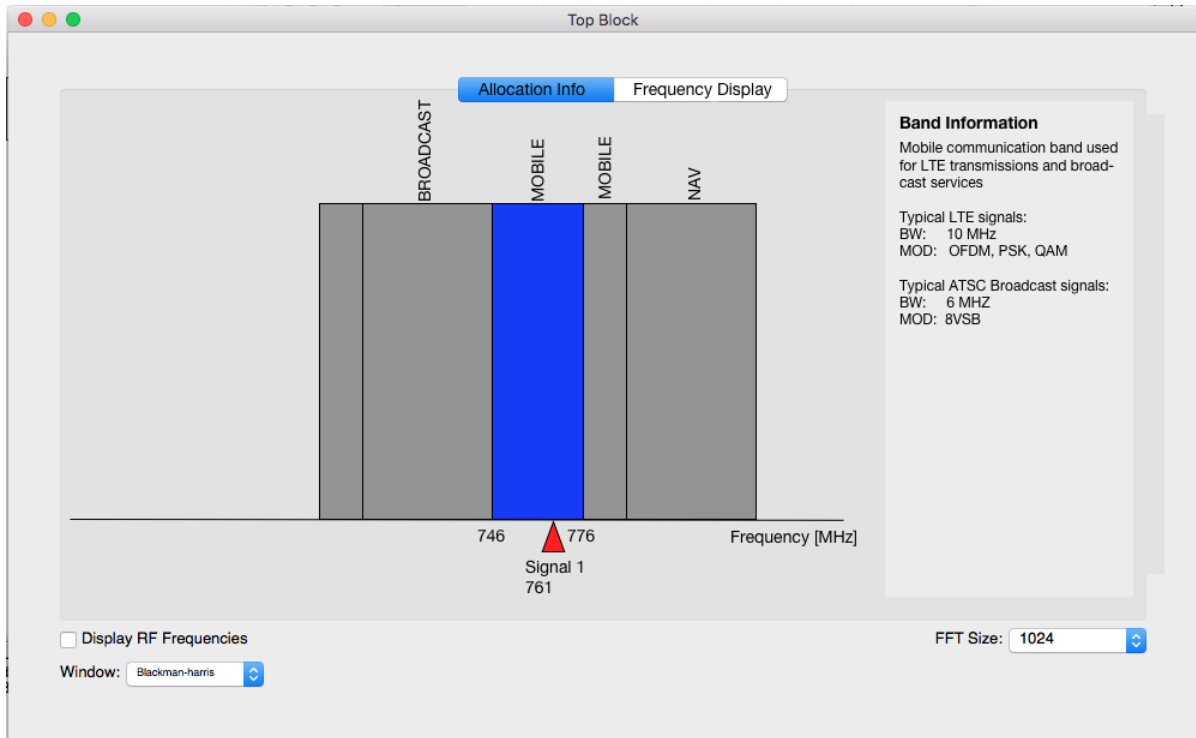 Top Block
Allocation Info
Frequency Display
BROADCAST
MOBILE
MOBILE
NAV
746
776
Frequency [MHz]
Signal 1
761
Band Information
Mobile communication band used
for LTE transmissions and broad-
cast services
Typical LTE signals:
BW: 10 MHz
MOD: OFDM, PSK, QAM
Typical ATSC Broadcast signals:
BW: 6 MHZ
MOD: 8VSB
Display RF Frequencies
FFT Size: 1024
Window: Blackman-harris